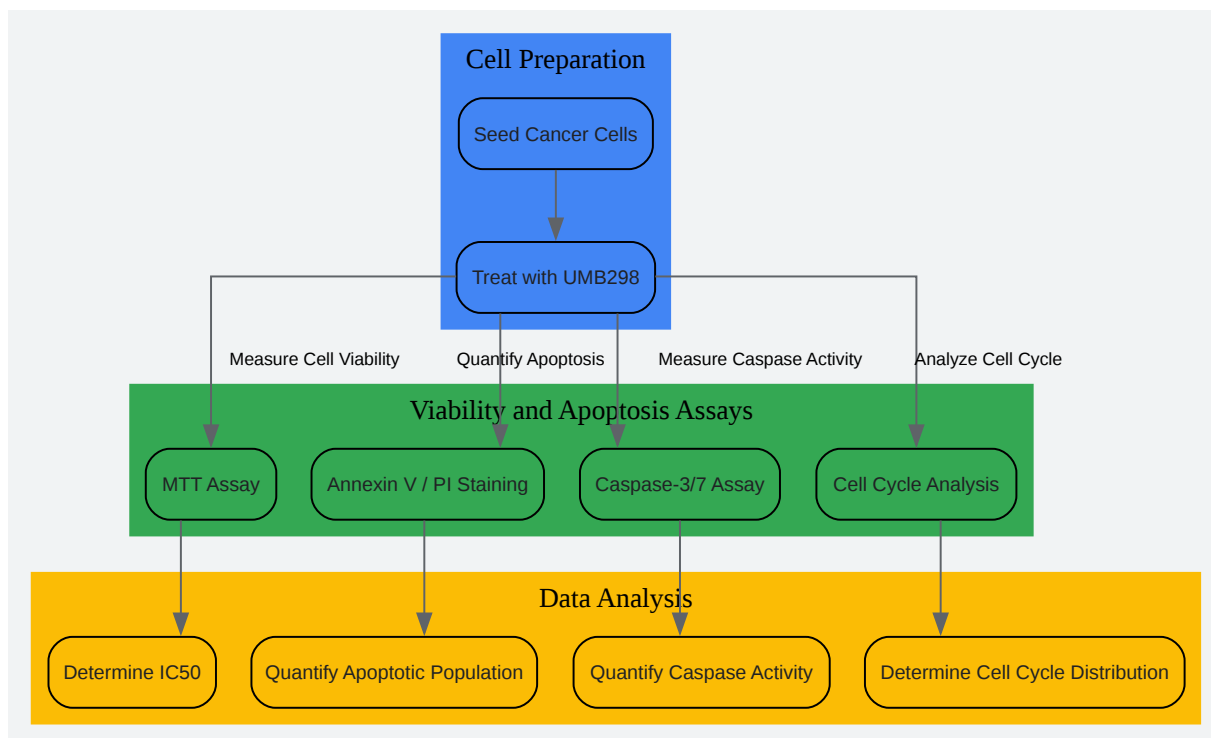 Cell Preparation
Seed Cancer Cells
Treat with UMB298
Measure Cell Viability
Quantify Apoptosis
Measure Caspase Activity
Analyze Cell Cycle
Viability and Apoptosis Assays
MTT Assay
Annexin V / PI Staining
Caspase-3/7 Assay
Cell Cycle Analysis
Data Analysis
Determine IC50
Quantify Apoptotic Population
Quantify Caspase Activity
Determine Cell Cycle Distribution